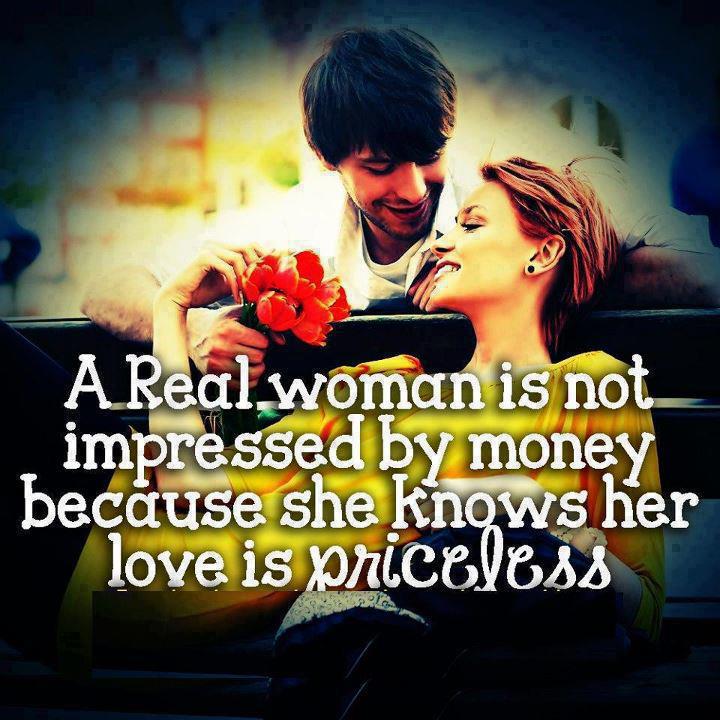 A Real woman is not
impressed by money
because she knows her
love is priceless